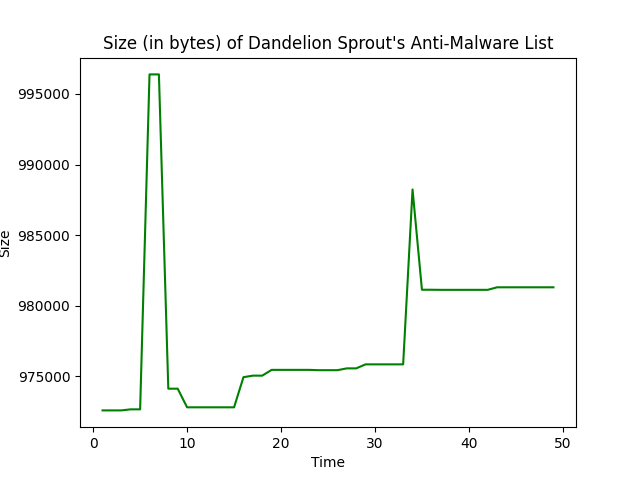 Size (in bytes) of Dandelion Sprout's Anti-Malware List
995000
990000
985000
980000
975000
Size
0 10 20 30 40 50
Time